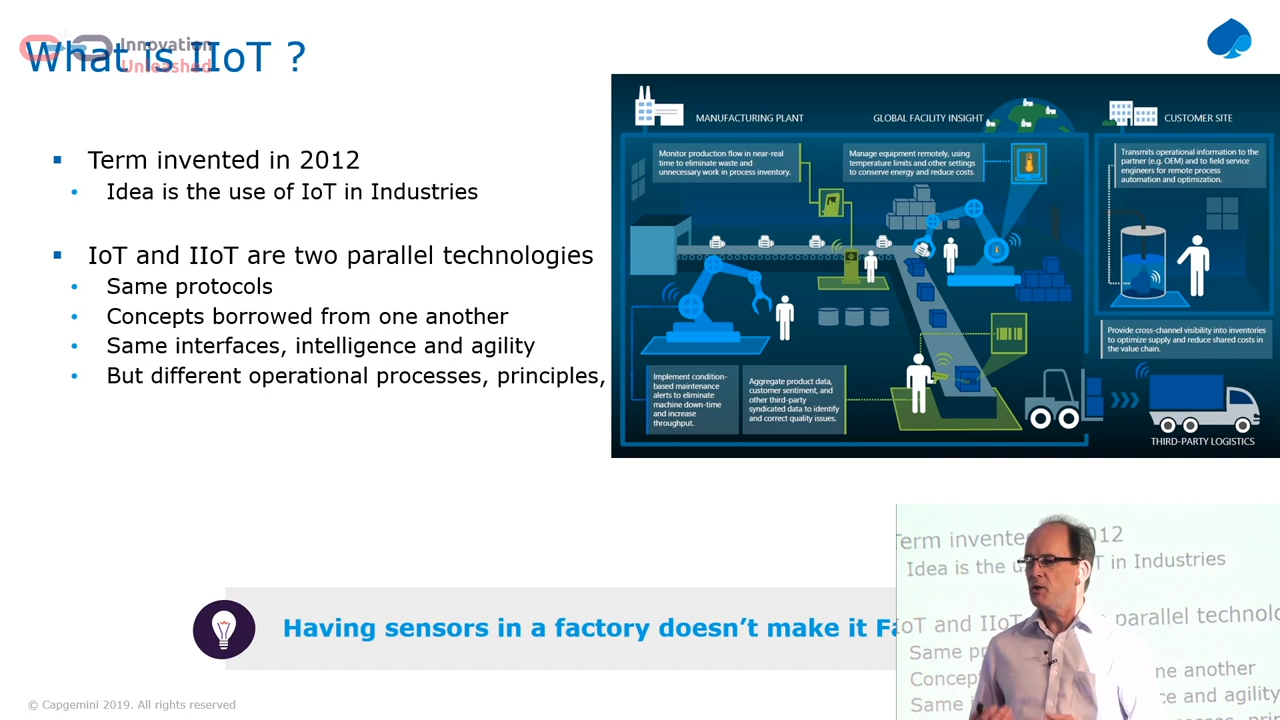 What is IIoT ?
Innovation
Unleashed
Term invented in 2012
Idea is the use of IoT in Industries
IoT and IIoT are two parallel technologies
Same protocols
Concepts borrowed from one another
Same interfaces, intelligence and agility
But different operational processes, principles,
MANUFACTURING PLANT
GLOBAL FACILITY INSIGHT
CUSTOMER SITE
Monitor production flow in near-real
time to eliminate waste and
unnecessary work in process inventory.
Manage equipment remotely, using
temperature limits and other settings
to conserve energy and reduce costs.
Transmits operational information to the
partner (e.g. OEM) and to field service
engineers for remote process
automation and optimization.
Provide cross-channel visibility into inventories
to optimize supply and reduce shared costs in
the value chain.
Implement condition-
based maintenance
alerts to eliminate
machine down-time
and increase
throughput.
Aggregate product data,
customer sentiment, and
other third-party
syndicated data to identify
and correct quality issues.
THIRD-PARTY LOGISTICS
Having sensors in a factory doesn't make it
Term 012
Idea is the T in Industries
IoT and parallel
Same
one another
and agility
Same
© Capgemini 2019. All rights reserved